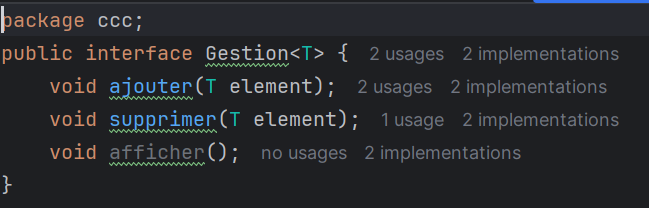 package ccc;
public interface Gestion<T> { 2 usages 2 implementations
void ajouter(T element); 2 usages 2 implementations
void supprimer(T element); 1 usage 2 implementations
void afficher(); no usages 2 implementations
}